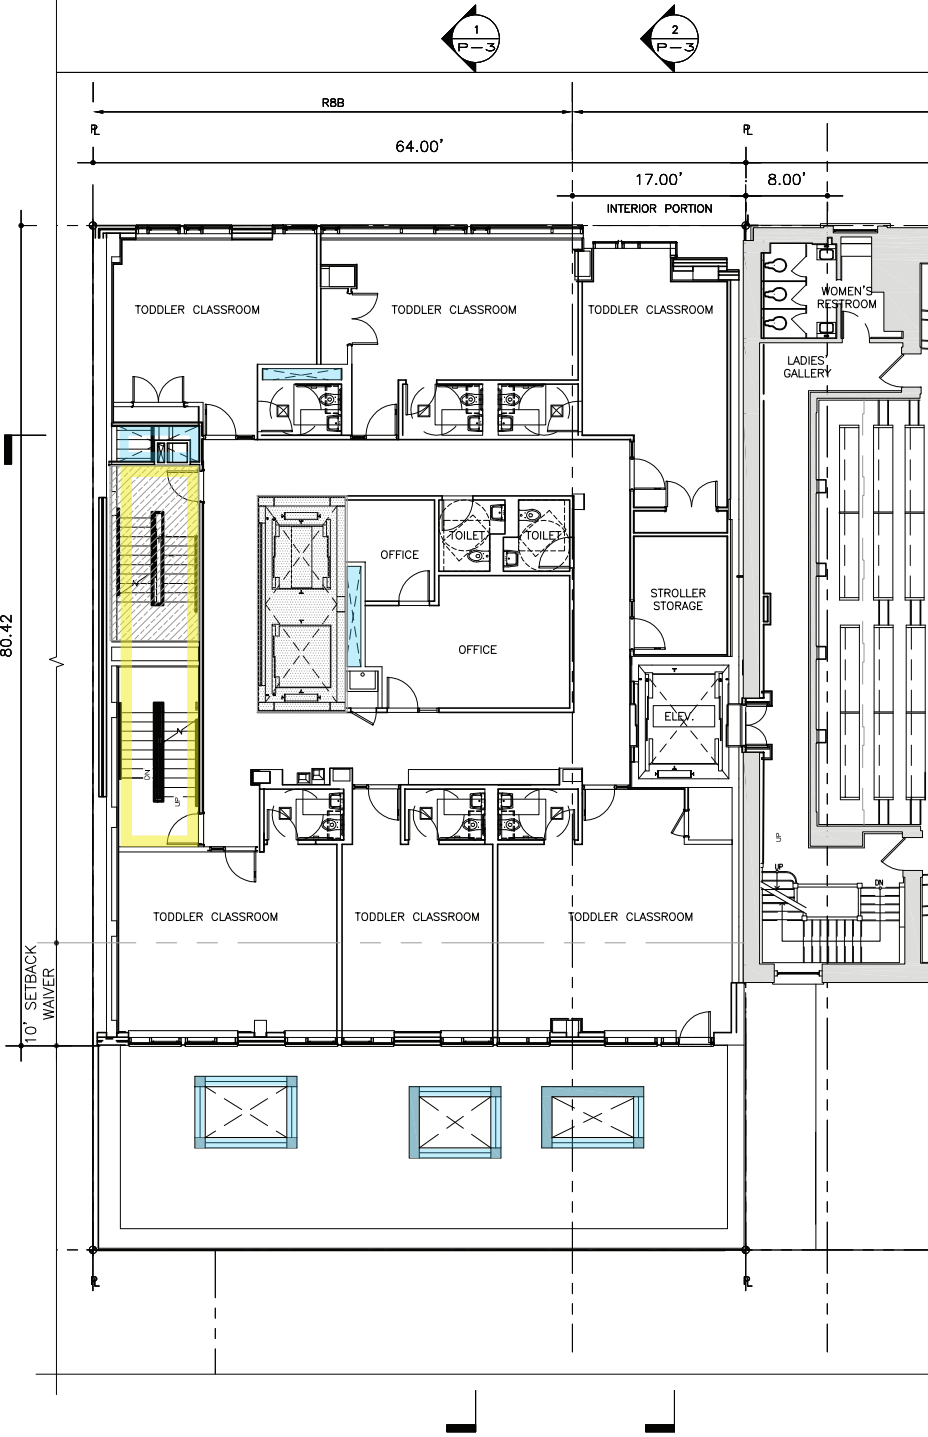 1
P-3
2
P-3
R8B
PL
PL
64.00'
17.00'
8.00'
INTERIOR PORTION
WOMEN'S
RESTROOM
TODDLER CLASSROOM
TODDLER CLASSROOM
TODDLER CLASSROOM
LADIES'
GALLERY
OFFICE
TOILET
TOILET
STROLLER
STORAGE
80.42
OFFICE
ELEV.
DN
UP
UP
UP
DN
TODDLER CLASSROOM
TODDLER CLASSROOM
TODDLER CLASSROOM
10' SETBACK
WAIVER
PL
PL